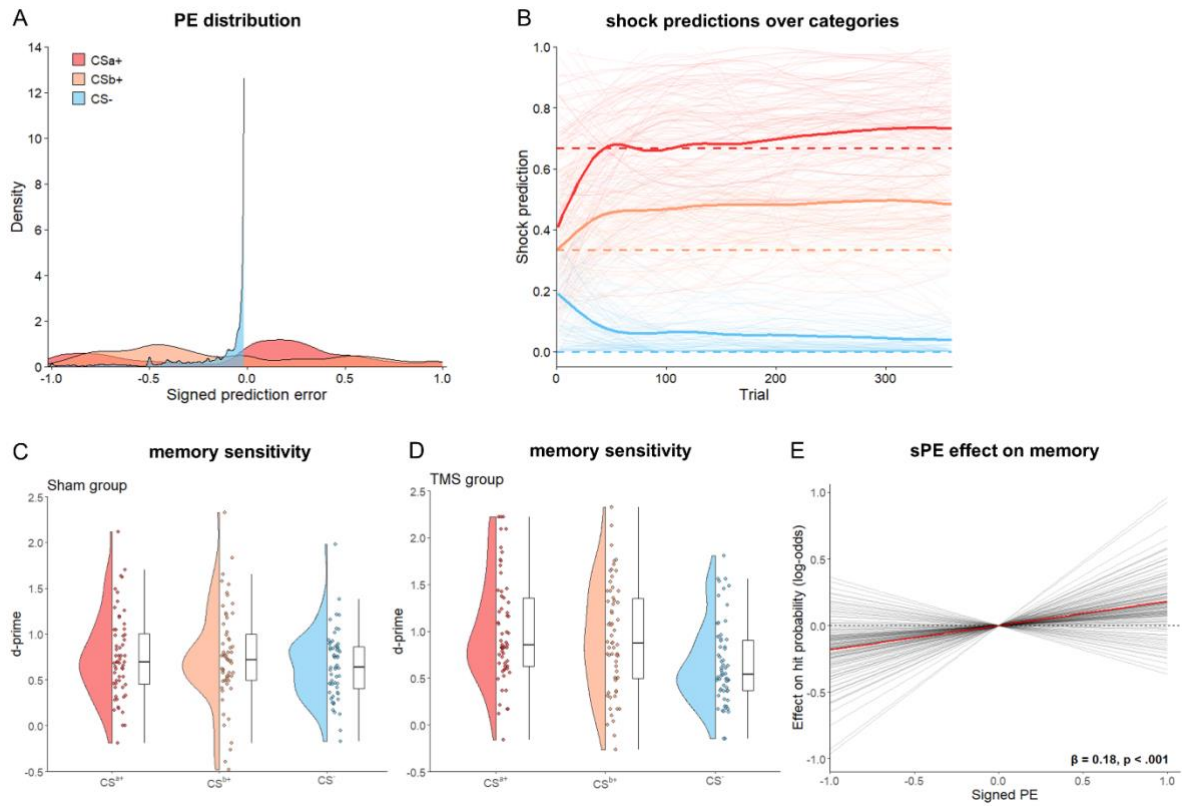 A
PE distribution
CSa+
CSb+
CS-
14
12
10
8
6
4
2
0
Density
-1.0 -0.5 0.0 0.5 1.0
Signed prediction error
B
shock predictions over categories
1.0
0.8
0.6
0.4
0.2
0.0
Shock prediction
0 100 200 300
Trial
C
memory sensitivity
Sham group
2.5
2.0
1.5
1.0
0.5
0.0
-0.5
d-prime
CSa+ CSb+ CS-
D
memory sensitivity
TMS group
2.5
2.0
1.5
1.0
0.5
0.0
-0.5
d-prime
CSa+ CSb+ CS-
E
sPE effect on memory
1.0
0.5
0.0
-0.5
-1.0
Effect on hit probability (log-odds)
β = 0.18, p < .001
-1.0 -0.5 0.0 0.5 1.0
Signed PE